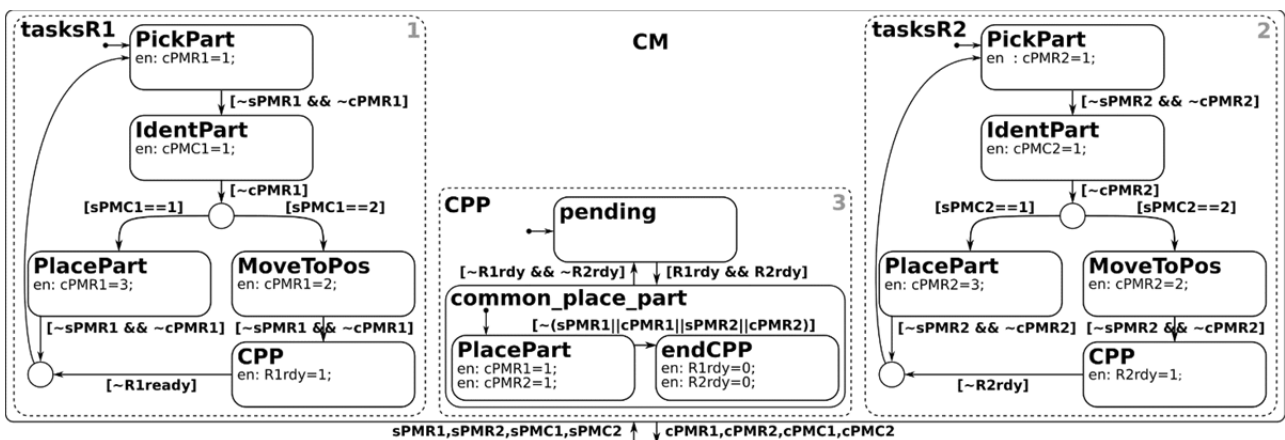 tasksR1
1
PickPart
en: cPMR1=1;
[~sPMR1 && ~cPMR1]
IdentPart
en: cPMC1=1;
[~cPMR1]
[sPMC1==1]
[sPMC1==2]
PlacePart
en: cPMR1=3;
MoveToPos
en: cPMR1=2;
[~sPMR1 && ~cPMR1]
[~sPMR1 && ~cPMR1]
CPP
en: R1rdy=1;
[~R1ready]
CM
CPP
3
pending
[~R1rdy && ~R2rdy]
[R1rdy && R2rdy]
common_place_part
[~(sPMR1||cPMR1||sPMR2||cPMR2)]
PlacePart
en: cPMR1=1;
en: cPMR2=1;
endCPP
en: R1rdy=0;
en: R2rdy=0;
tasksR2
2
PickPart
en : cPMR2=1;
[~sPMR2 && ~cPMR2]
IdentPart
en: cPMC2=1;
[~cPMR2]
[sPMC2==1]
[sPMC2==2]
PlacePart
en: cPMR2=3;
MoveToPos
en: cPMR2=2;
[~sPMR2 && ~cPMR2]
[~sPMR2 && ~cPMR2]
CPP
en: R2rdy=1;
[~R2rdy]
sPMR1,sPMR2,sPMC1,sPMC2
cPMR1,cPMR2,cPMC1,cPMC2